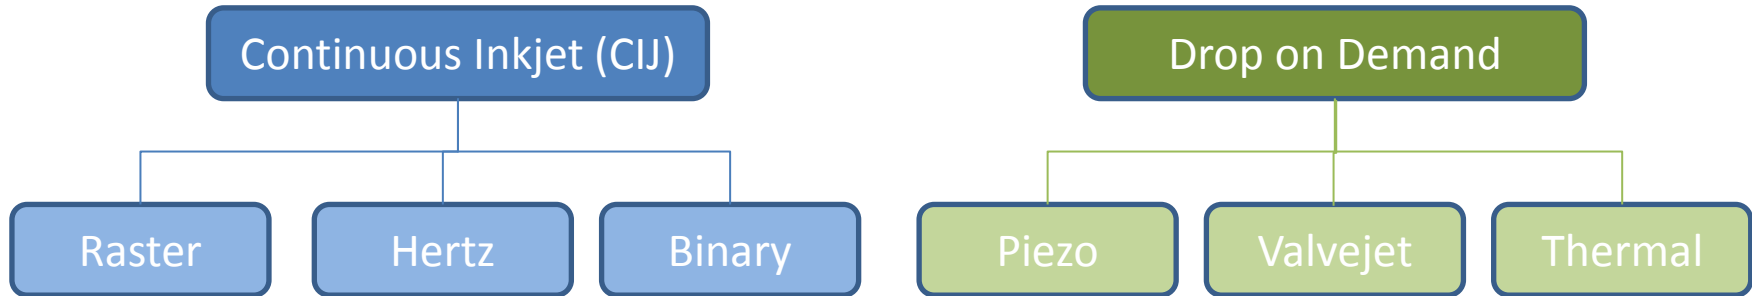 Continuous Inkjet (CIJ)
Drop on Demand
Raster
Hertz
Binary
Piezo
Valvejet
Thermal